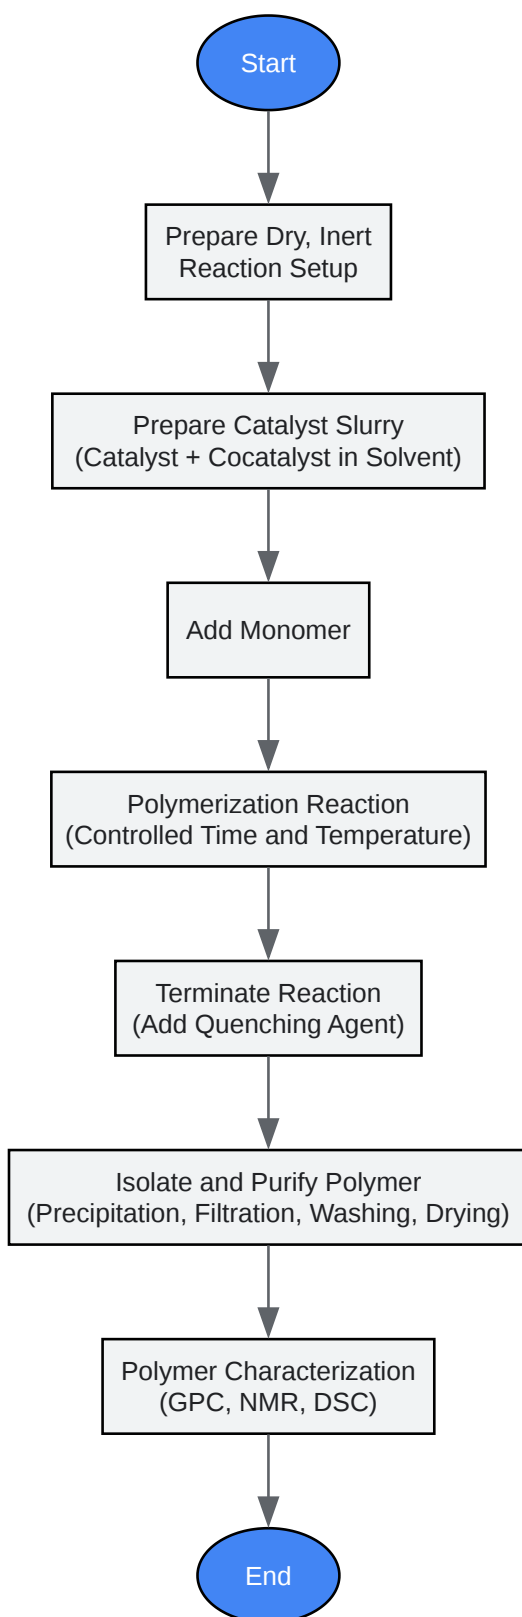 Start
Prepare Dry, Inert
Reaction Setup
Prepare Catalyst Slurry
(Catalyst + Cocatalyst in Solvent)
Add Monomer
Polymerization Reaction
(Controlled Time and Temperature)
Terminate Reaction
(Add Quenching Agent)
Isolate and Purify Polymer
(Precipitation, Filtration, Washing, Drying)
Polymer Characterization
(GPC, NMR, DSC)
End